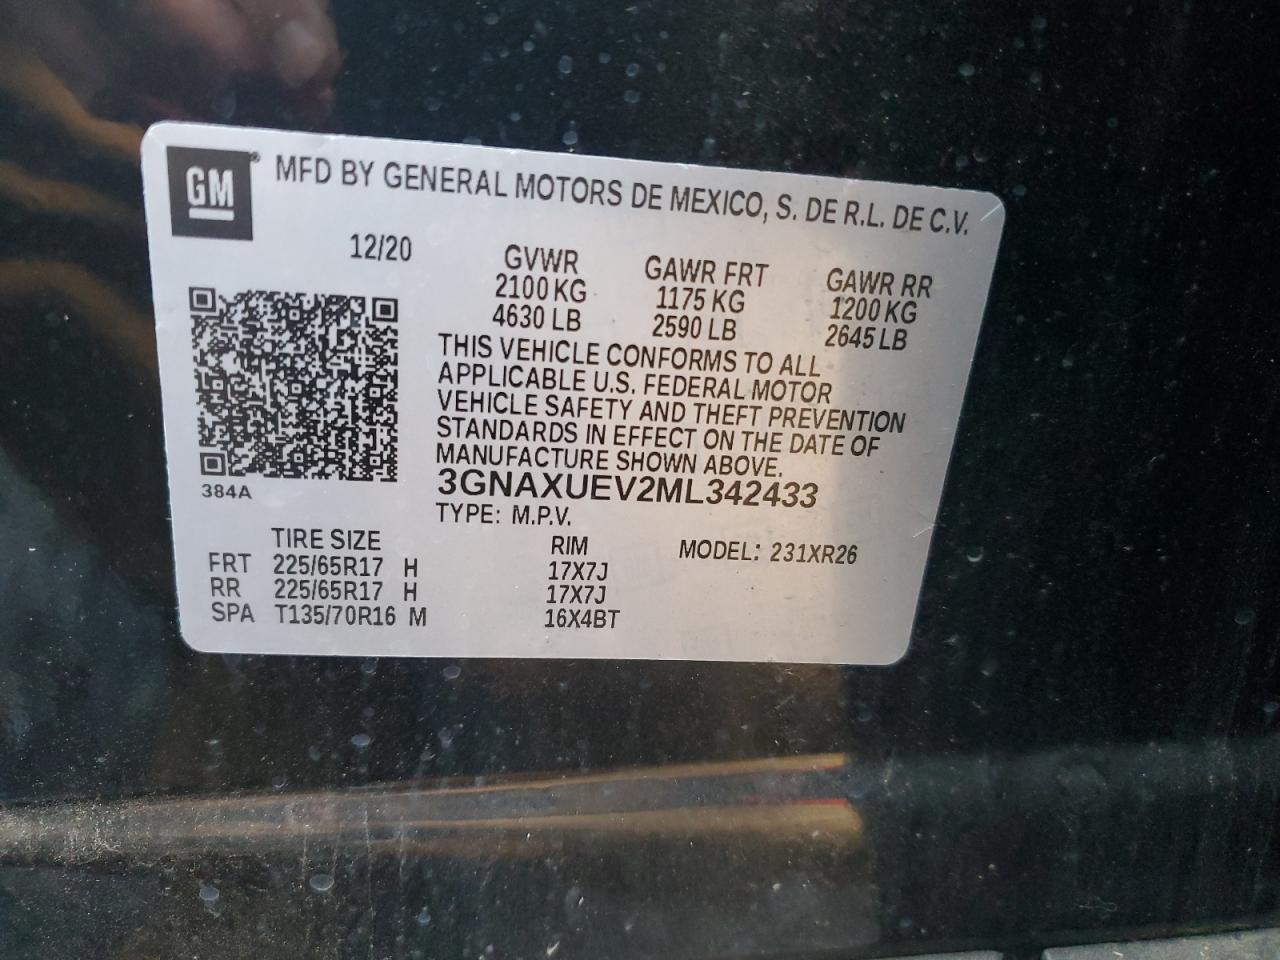 GM ® MFD BY GENERAL MOTORS DE MEXICO, S. DE R.L. DE C.V.
12/20 GVWR GAWR FRT GAWR RR
2100 KG 1175 KG 1200 KG
4630 LB 2590 LB 2645 LB
THIS VEHICLE CONFORMS TO ALL
APPLICABLE U.S. FEDERAL MOTOR
VEHICLE SAFETY AND THEFT PREVENTION
STANDARDS IN EFFECT ON THE DATE OF
MANUFACTURE SHOWN ABOVE.
384A 3GNAXUEV2ML342433
TYPE: M.P.V.
TIRE SIZE RIM MODEL: 231XR26
FRT 225/65R17 H 17X7J
RR 225/65R17 H 17X7J
SPA T135/70R16 M 16X4BT